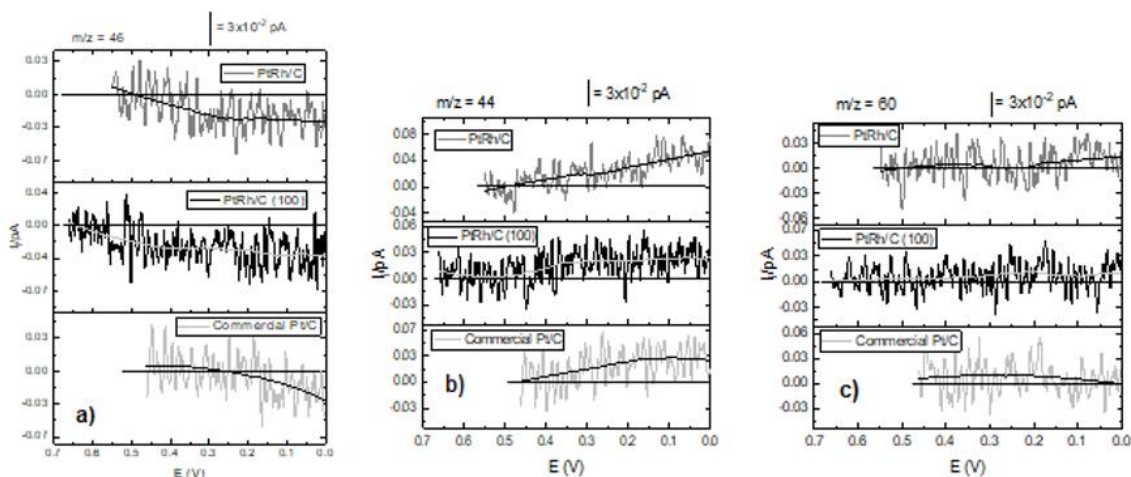 m/z = 46
= 3x10⁻² pA
PtRh/C
0.03
0.00
-0.03
-0.07
PtRh/C (100)
0.04
0.00
-0.04
I/pA
Commercial Pt/C
0.03
0.00
-0.03
-0.07
a)
0.7 0.6 0.5 0.4 0.3 0.2 0.1 0.0
E (V)
m/z = 44
= 3x10⁻² pA
PtRh/C
0.08
0.04
0.00
-0.04
PtRh/C (100)
0.06
0.03
0.00
-0.03
I/pA
Commercial Pt/C
0.07
0.03
0.00
-0.03
b)
0.7 0.6 0.5 0.4 0.3 0.2 0.1 0.0
E (V)
m/z = 60
= 3x10⁻² pA
PtRh/C
0.03
0.00
-0.03
0.06
PtRh/C (100)
0.07
0.03
0.00
-0.03
I/pA
Commercial Pt/C
0.06
0.03
0.00
-0.03
c)
0.7 0.6 0.5 0.4 0.3 0.2 0.1 0.0
E (V)